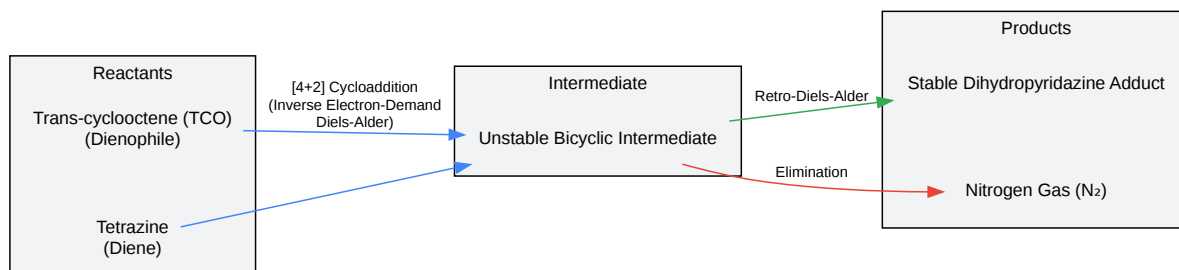 Reactants
Trans-cyclooctene (TCO)
(Dienophile)
Tetrazine
(Diene)
[4+2] Cycloaddition
(Inverse Electron-Demand
Diels-Alder)
Intermediate
Unstable Bicyclic Intermediate
Retro-Diels-Alder
Elimination
Products
Stable Dihydropyridazine Adduct
Nitrogen Gas (N₂)